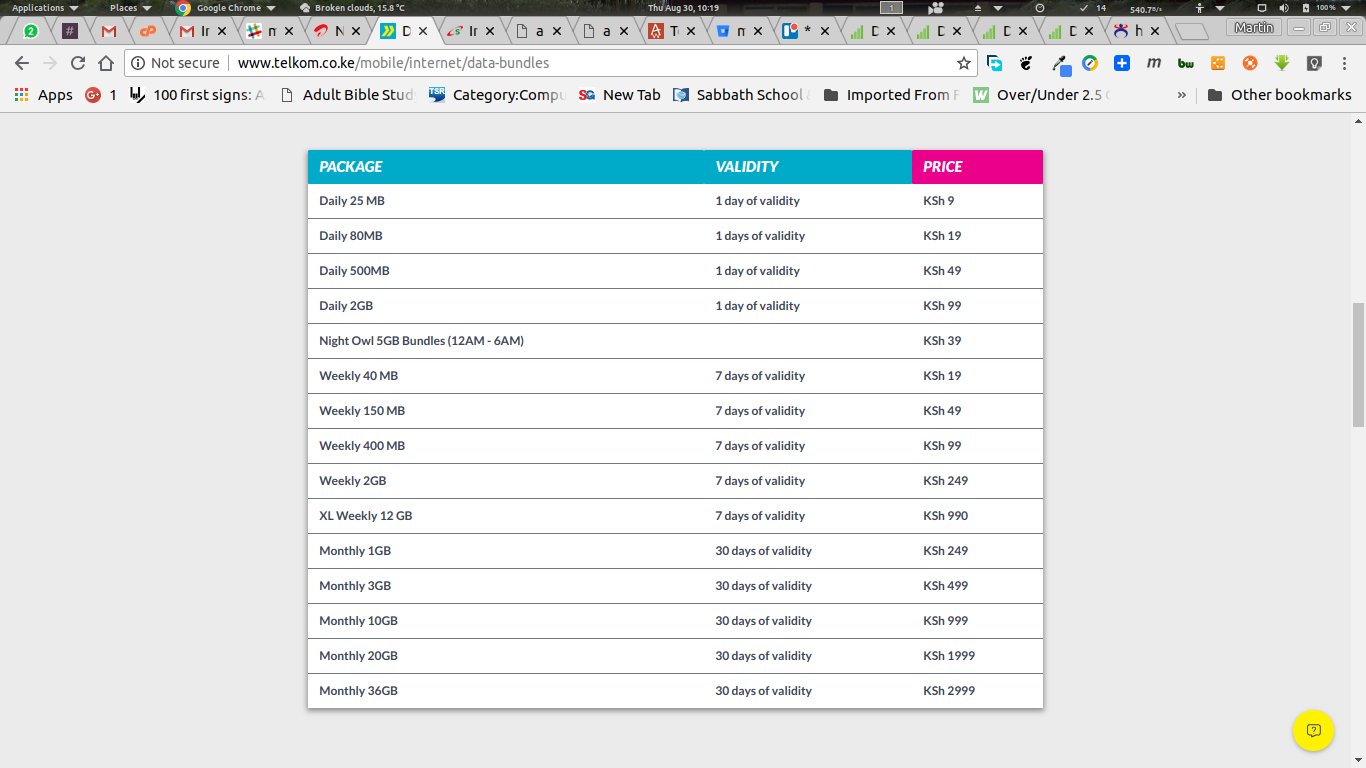 Applications Places Google Chrome Broken clouds, 15.8 °C Thu Aug 30, 10:19 1 14 100%
2 # Martin
Not secure www.telkom.co.ke/mobile/internet/data-bundles
Apps 1 100 first signs: A Adult Bible Stud Category:Compu New Tab Sabbath School Imported From F Over/Under 2.5 » Other bookmarks
PACKAGE VALIDITY PRICE
Daily 25 MB 1 day of validity KSh 9
Daily 80MB 1 days of validity KSh 19
Daily 500MB 1 day of validity KSh 49
Daily 2GB 1 day of validity KSh 99
Night Owl 5GB Bundles (12AM - 6AM) KSh 39
Weekly 40 MB 7 days of validity KSh 19
Weekly 150 MB 7 days of validity KSh 49
Weekly 400 MB 7 days of validity KSh 99
Weekly 2GB 7 days of validity KSh 249
XL Weekly 12 GB 7 days of validity KSh 990
Monthly 1GB 30 days of validity KSh 249
Monthly 3GB 30 days of validity KSh 499
Monthly 10GB 30 days of validity KSh 999
Monthly 20GB 30 days of validity KSh 1999
Monthly 36GB 30 days of validity KSh 2999